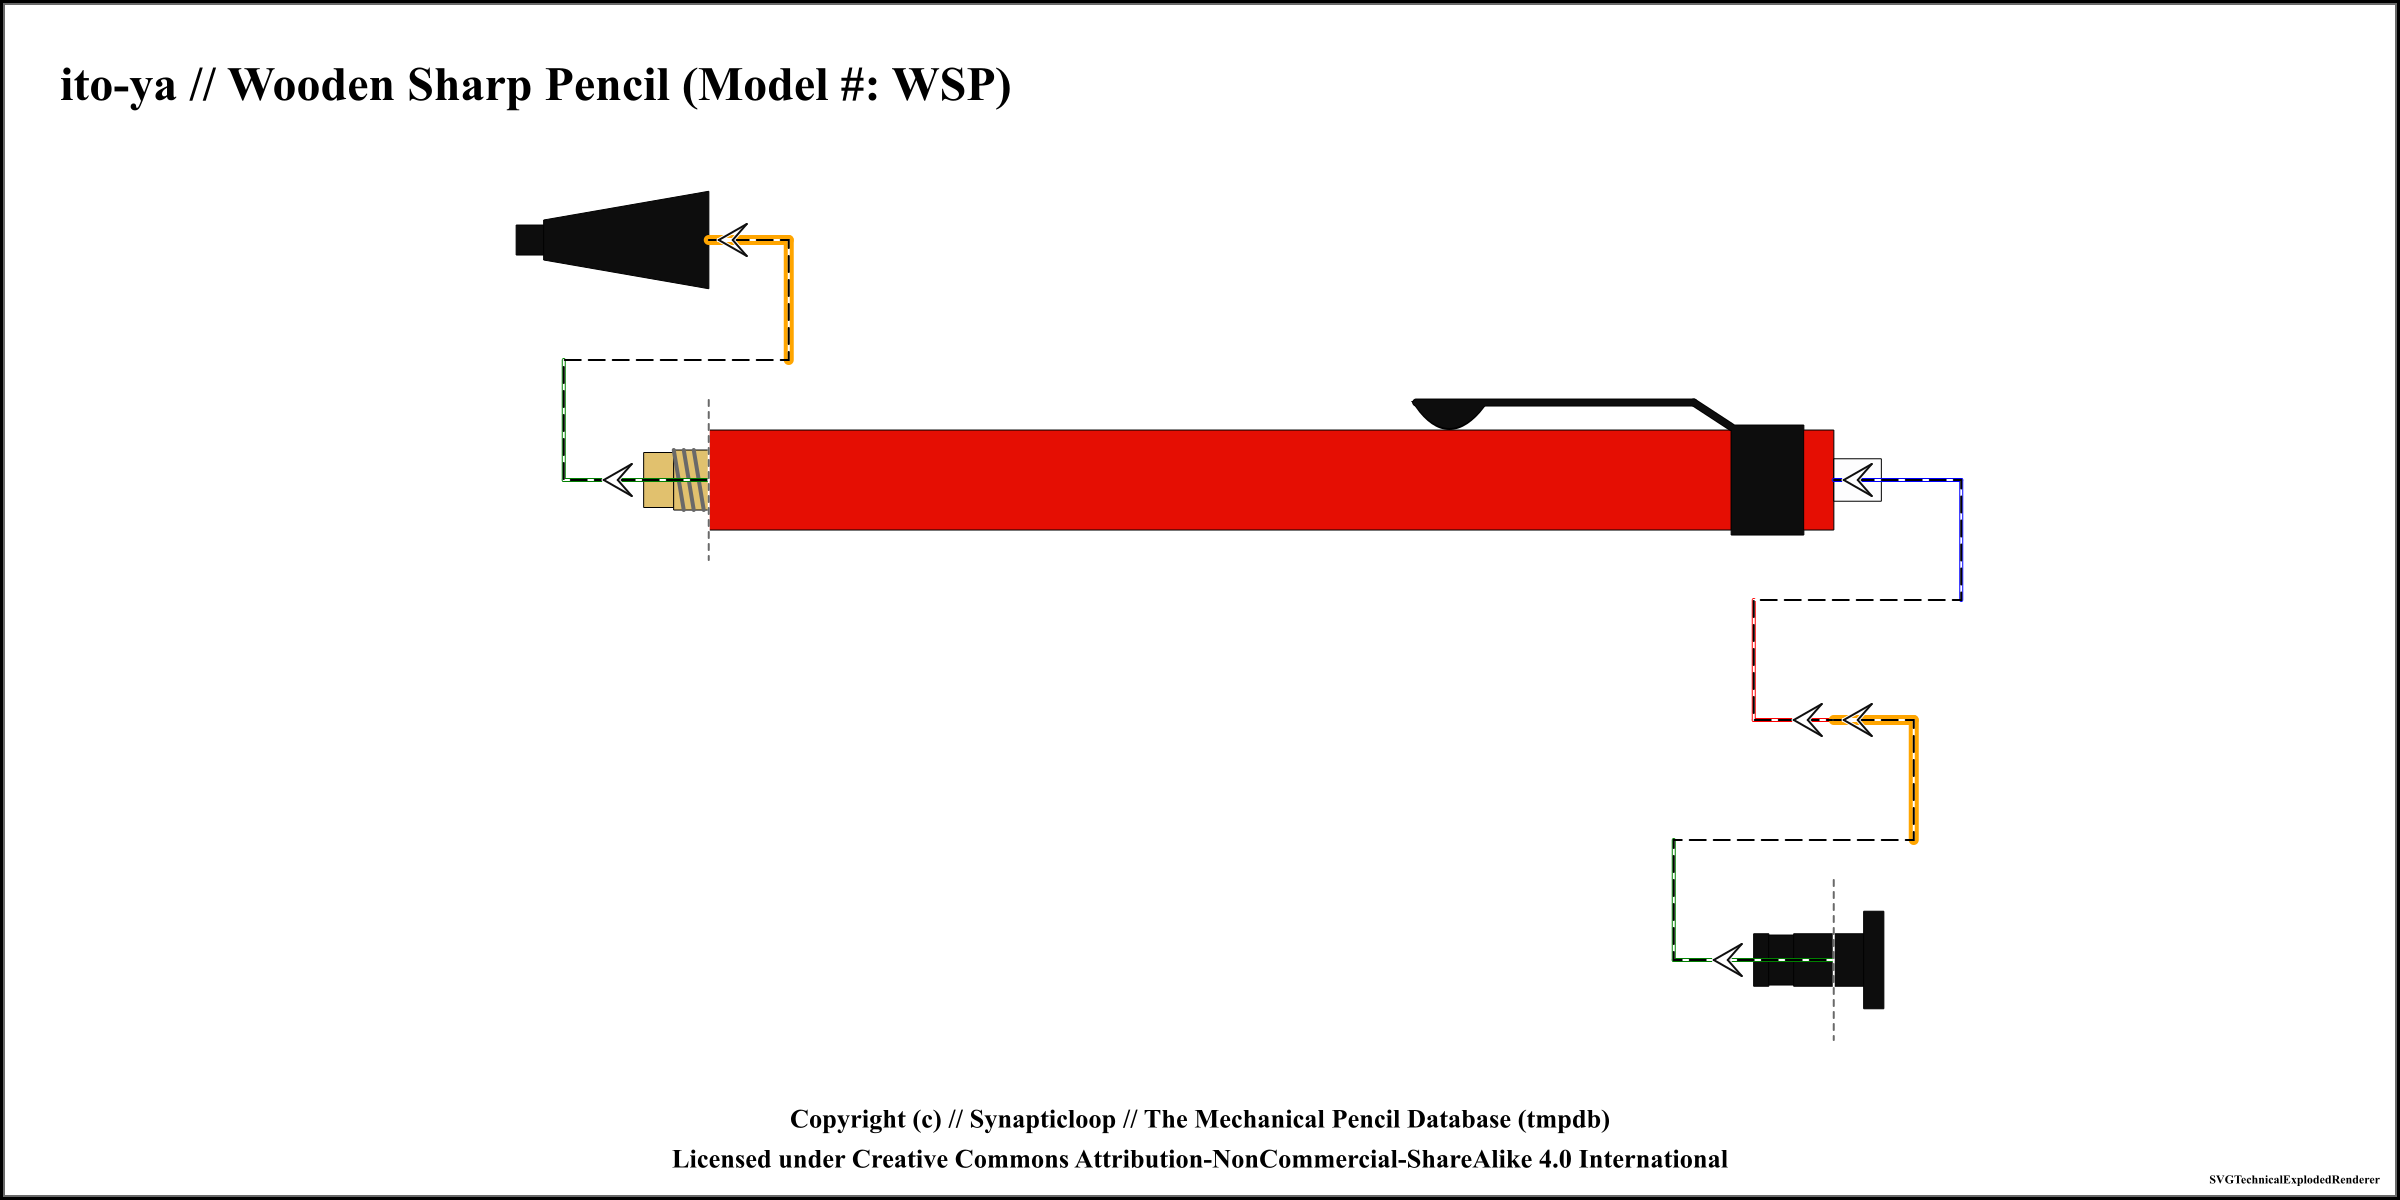 ito-ya // Wooden Sharp Pencil (Model #: WSP)
Copyright (c) // Synapticloop // The Mechanical Pencil Database (tmpdb)
Licensed under Creative Commons Attribution-NonCommercial-ShareAlike 4.0 International
SVGTechnicalExplodedRenderer